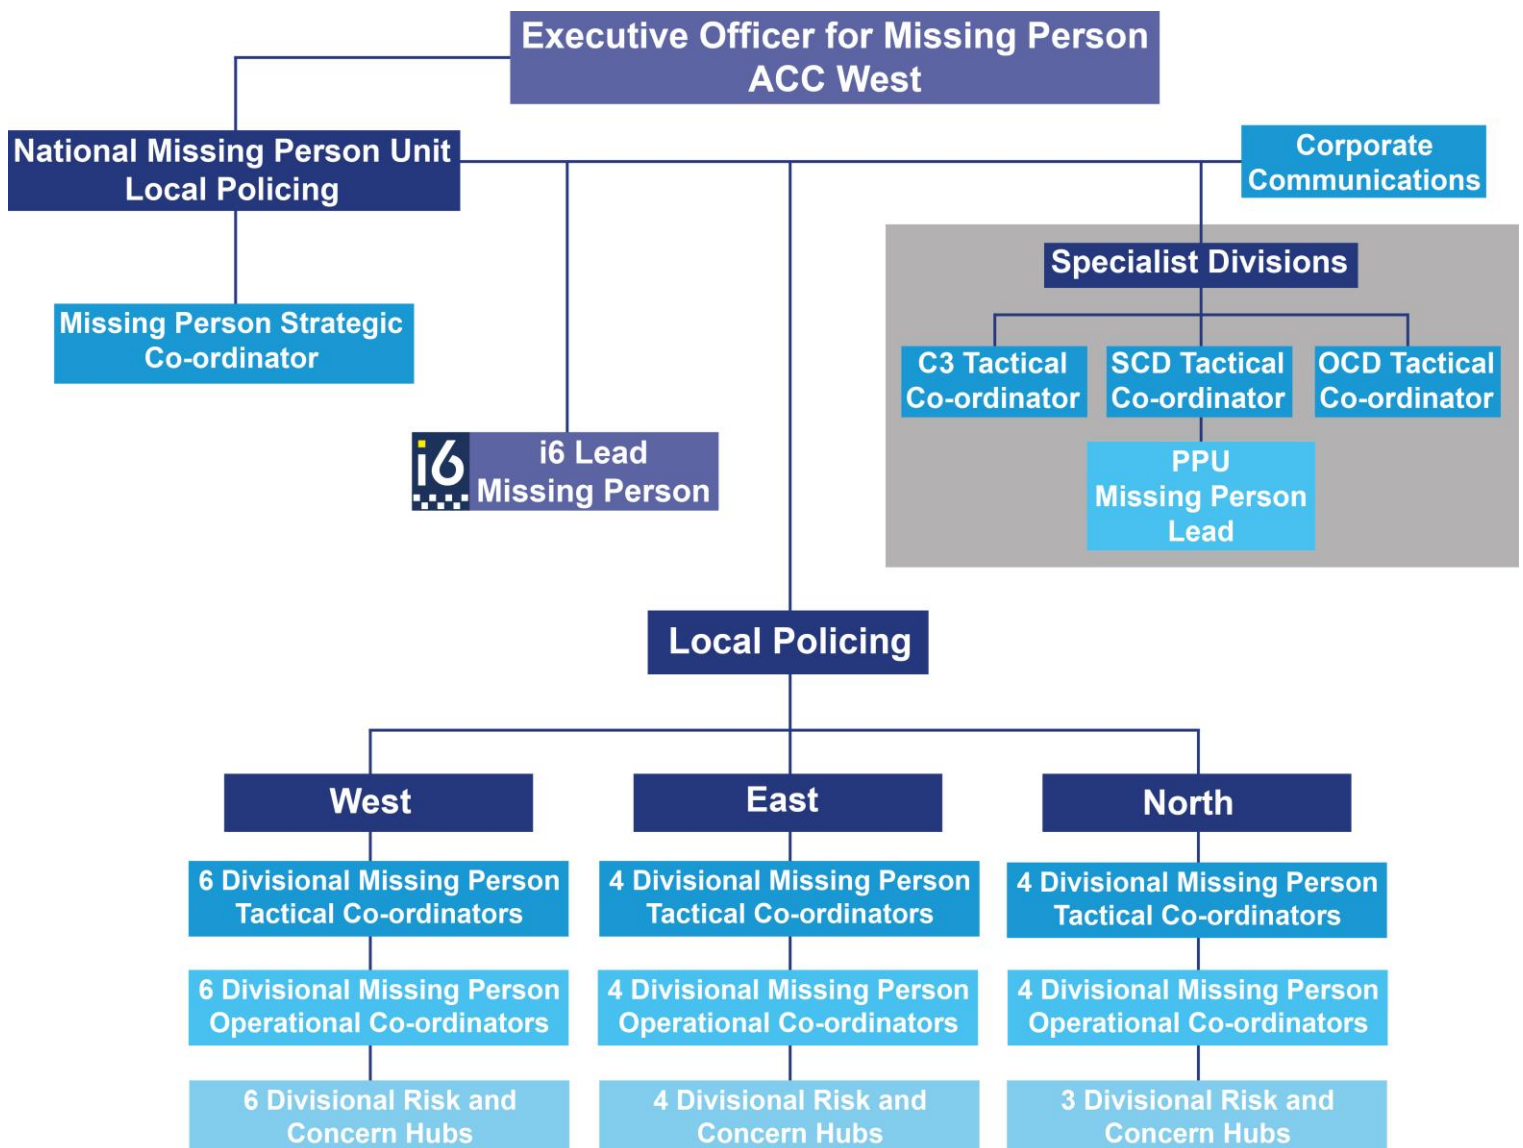 Executive Officer for Missing Person
ACC West
National Missing Person Unit
Local Policing
Corporate
Communications
Specialist Divisions
Missing Person Strategic
Co-ordinator
C3 Tactical
Co-ordinator
SCD Tactical
Co-ordinator
OCD Tactical
Co-ordinator
i6
i6 Lead
Missing Person
PPU
Missing Person
Lead
Local Policing
West
East
North
6 Divisional Missing Person
Tactical Co-ordinators
4 Divisional Missing Person
Tactical Co-ordinators
4 Divisional Missing Person
Tactical Co-ordinators
6 Divisional Missing Person
Operational Co-ordinators
4 Divisional Missing Person
Operational Co-ordinators
4 Divisional Missing Person
Operational Co-ordinators
6 Divisional Risk and
Concern Hubs
4 Divisional Risk and
Concern Hubs
3 Divisional Risk and
Concern Hubs